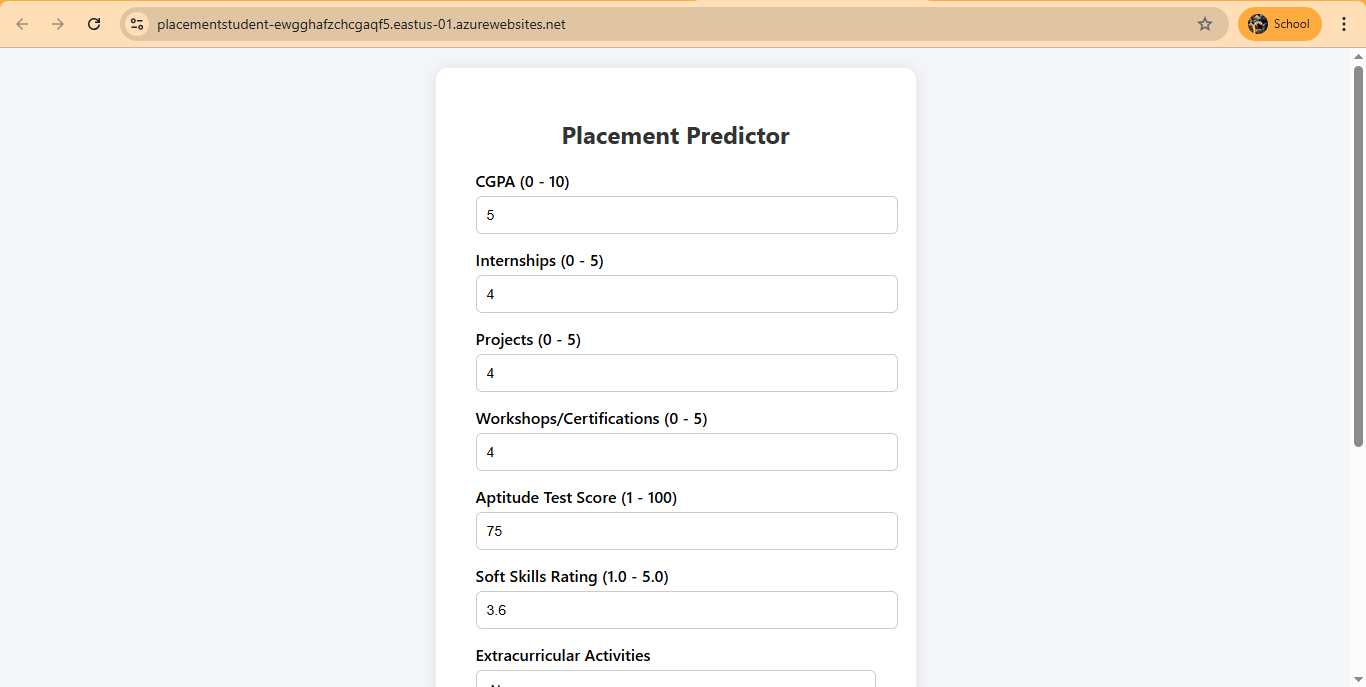 placementstudent-ewgghafzchcgaqf5.eastus-01.azurewebsites.net
School
Placement Predictor
CGPA (0 - 10)
5
Internships (0 - 5)
4
Projects (0 - 5)
4
Workshops/Certifications (0 - 5)
4
Aptitude Test Score (1 - 100)
75
Soft Skills Rating (1.0 - 5.0)
3.6
Extracurricular Activities